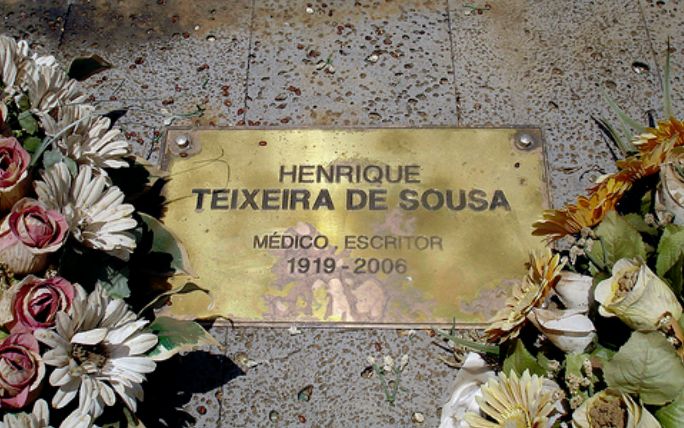 HENRIQUE
TEIXEIRA DE SOUSA
MÉDICO, ESCRITOR
1919-2006